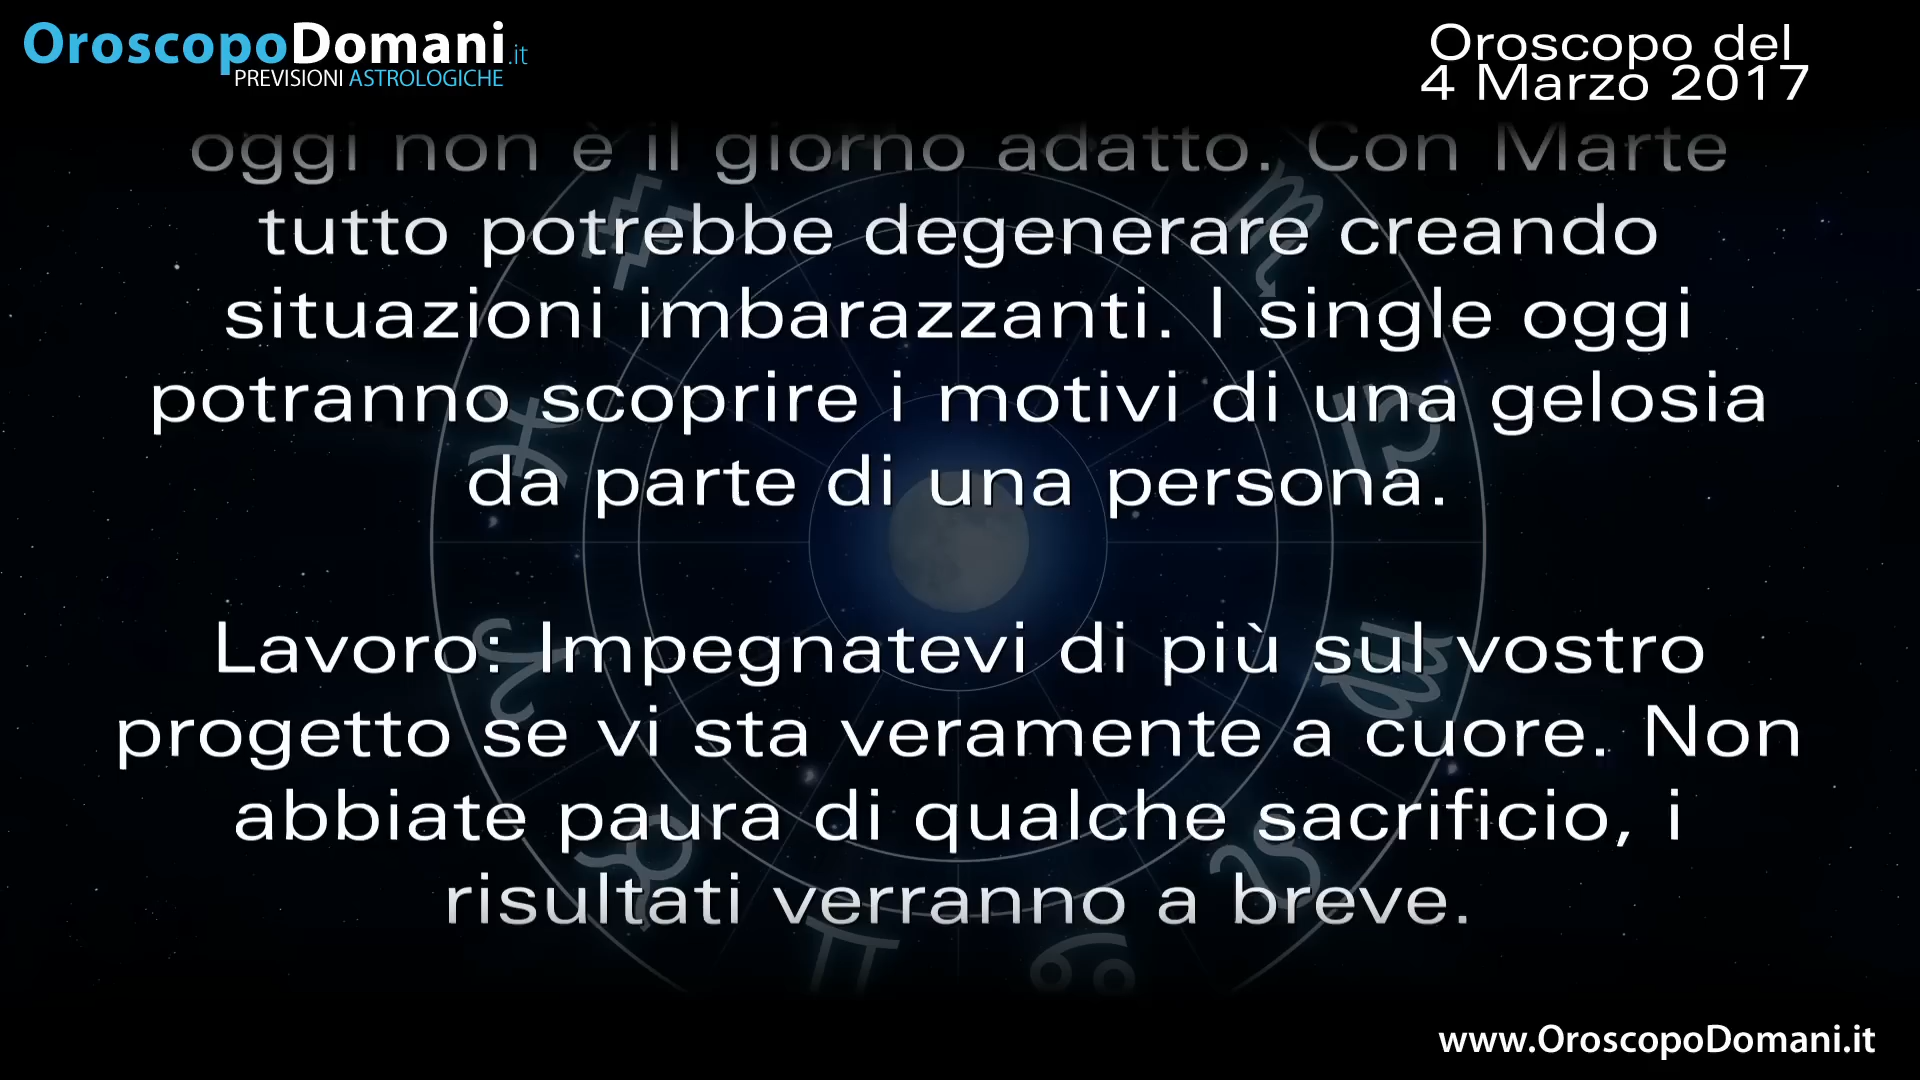 OroscopoDomani.it
PREVISIONI ASTROLOGICHE
Oroscopo del
4 Marzo 2017
oggi non è il giorno adatto. Con Marte
tutto potrebbe degenerare creando
situazioni imbarazzanti. I single oggi
potranno scoprire i motivi di una gelosia
da parte di una persona.
Lavoro: Impegnatevi di più sul vostro
progetto se vi sta veramente a cuore. Non
abbiate paura di qualche sacrificio, i
risultati verranno a breve.
www.OroscopoDomani.it